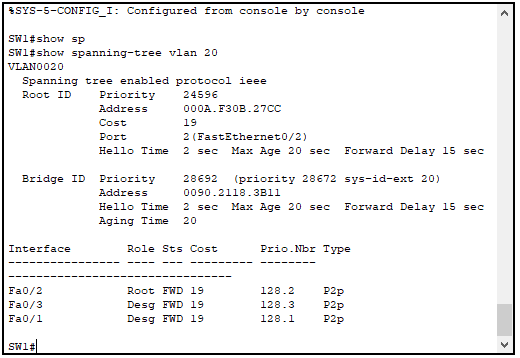 %SYS-5-CONFIG_I: Configured from console by console
SW1#show sp
SW1#show spanning-tree vlan 20
VLAN0020
  Spanning tree enabled protocol ieee
  Root ID    Priority    24596
             Address     000A.F30B.27CC
             Cost        19
             Port        2(FastEthernet0/2)
             Hello Time  2 sec  Max Age 20 sec  Forward Delay 15 sec
  Bridge ID  Priority    28692  (priority 28672 sys-id-ext 20)
             Address     0090.2118.3B11
             Hello Time  2 sec  Max Age 20 sec  Forward Delay 15 sec
             Aging Time  20
Interface        Role Sts Cost      Prio.Nbr Type
---------------- ---- --- --------- -------- 
--------------------------------
Fa0/2            Root FWD 19        128.2    P2p
Fa0/3            Desg FWD 19        128.3    P2p
Fa0/1            Desg FWD 19        128.1    P2p
SW1#